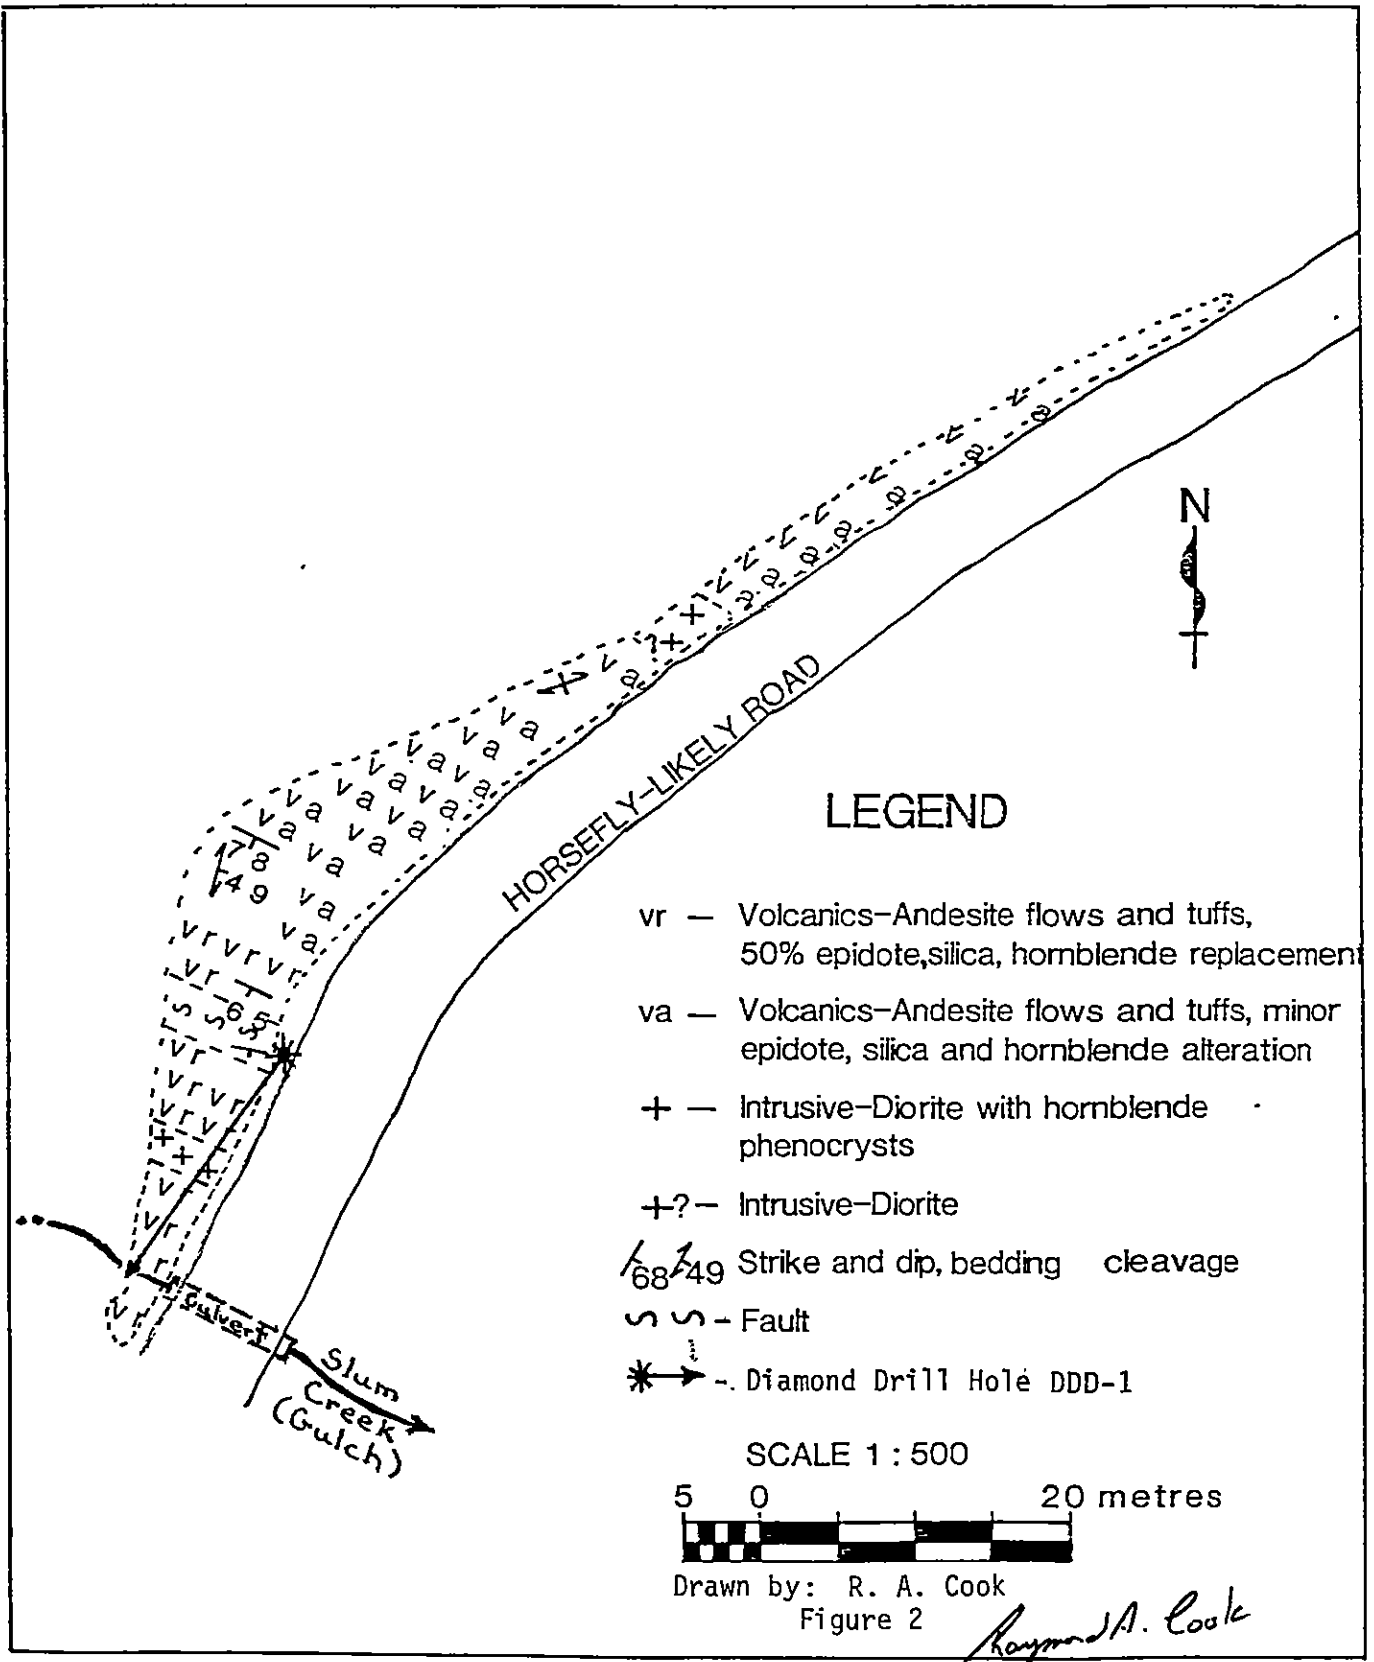 N
HORSEFLY-LIKELY ROAD
v v v v v v v
a a a a a a a
+ +
? v
a
v a
v a v a
v a v a v a
v a v a v a
v a v a v a
78
49
v a
v a
v r v r v r
v r
65
s s s
r
v r
v r v r
v r v r
+ + +
v r
v r
r
v r
Culvert
Slum
Creek
(Gulch)
LEGEND
vr — Volcanics-Andesite flows and tuffs,
50% epidote,silica, hornblende replacement
va — Volcanics-Andesite flows and tuffs, minor
epidote, silica and hornblende alteration
+ — Intrusive-Diorite with hornblende
phenocrysts
+?- Intrusive-Diorite
68 49 Strike and dip, bedding cleavage
- Fault
-. Diamond Drill Hole DDD-1
SCALE 1 : 500
5 0 20 metres
Drawn by: R. A. Cook
Figure 2
Raymond A. Cook